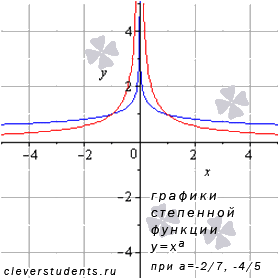 4
y
2
-4
-2
0
2
4
x
-2
-4
графики
степенной
функции
y=xª
при a=-2/7, -4/5
cleverstudents.ru